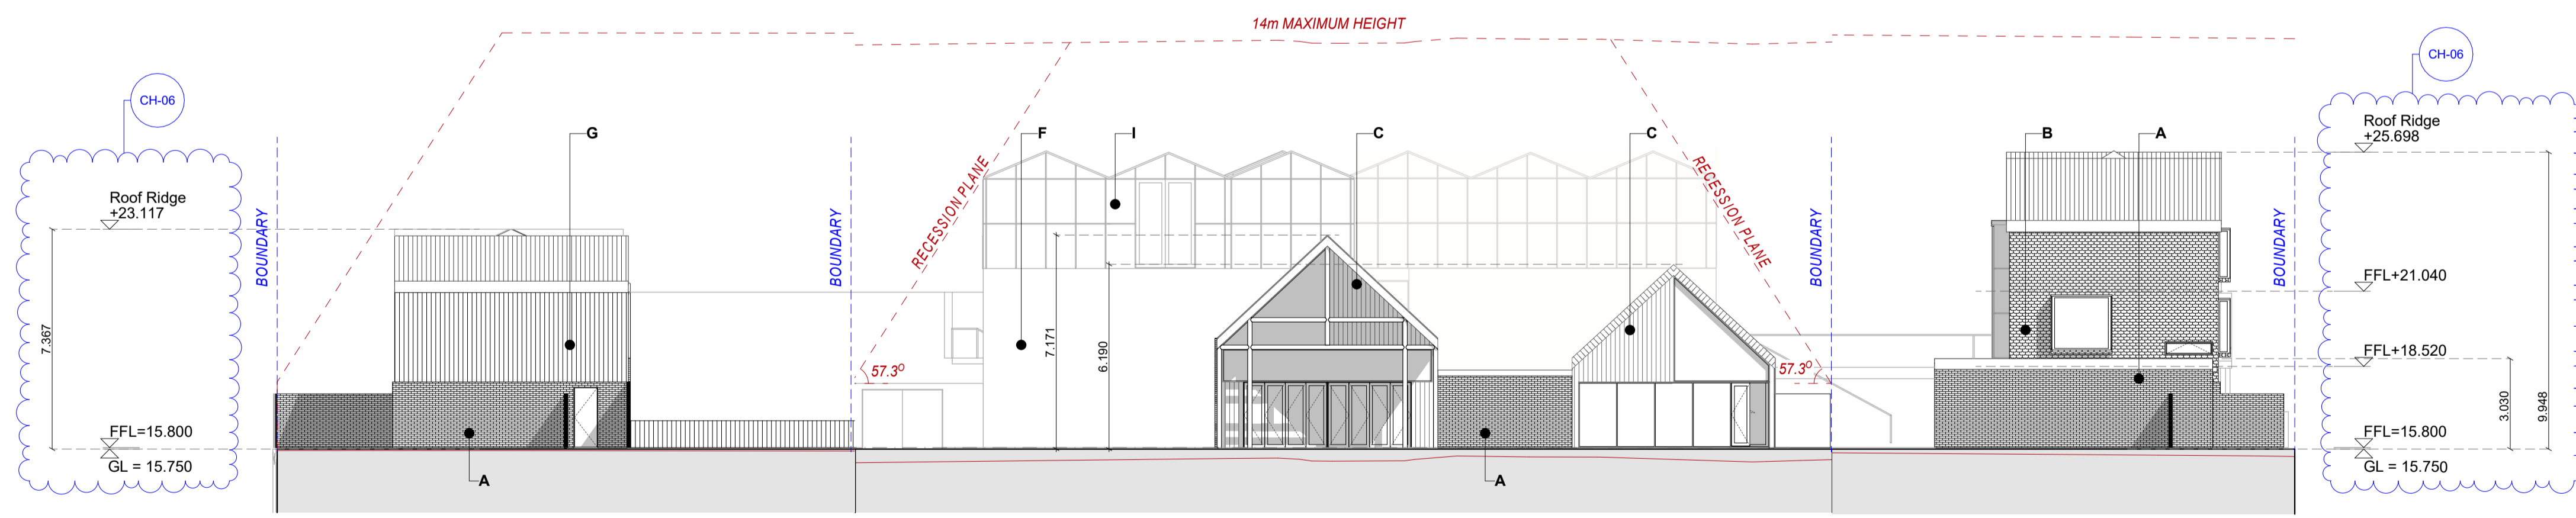 14m MAXIMUM HEIGHT
CH-06
CH-06
Roof Ridge
+23.117
7.367
FFL=15.800
GL = 15.750
BOUNDARY
G
A
BOUNDARY
RECESSION PLANE
57.3°
F
I
7.171
6.190
C
C
A
RECESSION PLANE
57.3°
BOUNDARY
B
A
BOUNDARY
Roof Ridge
+25.698
FFL+21.040
FFL+18.520
FFL=15.800
GL = 15.750
3.030
9.948